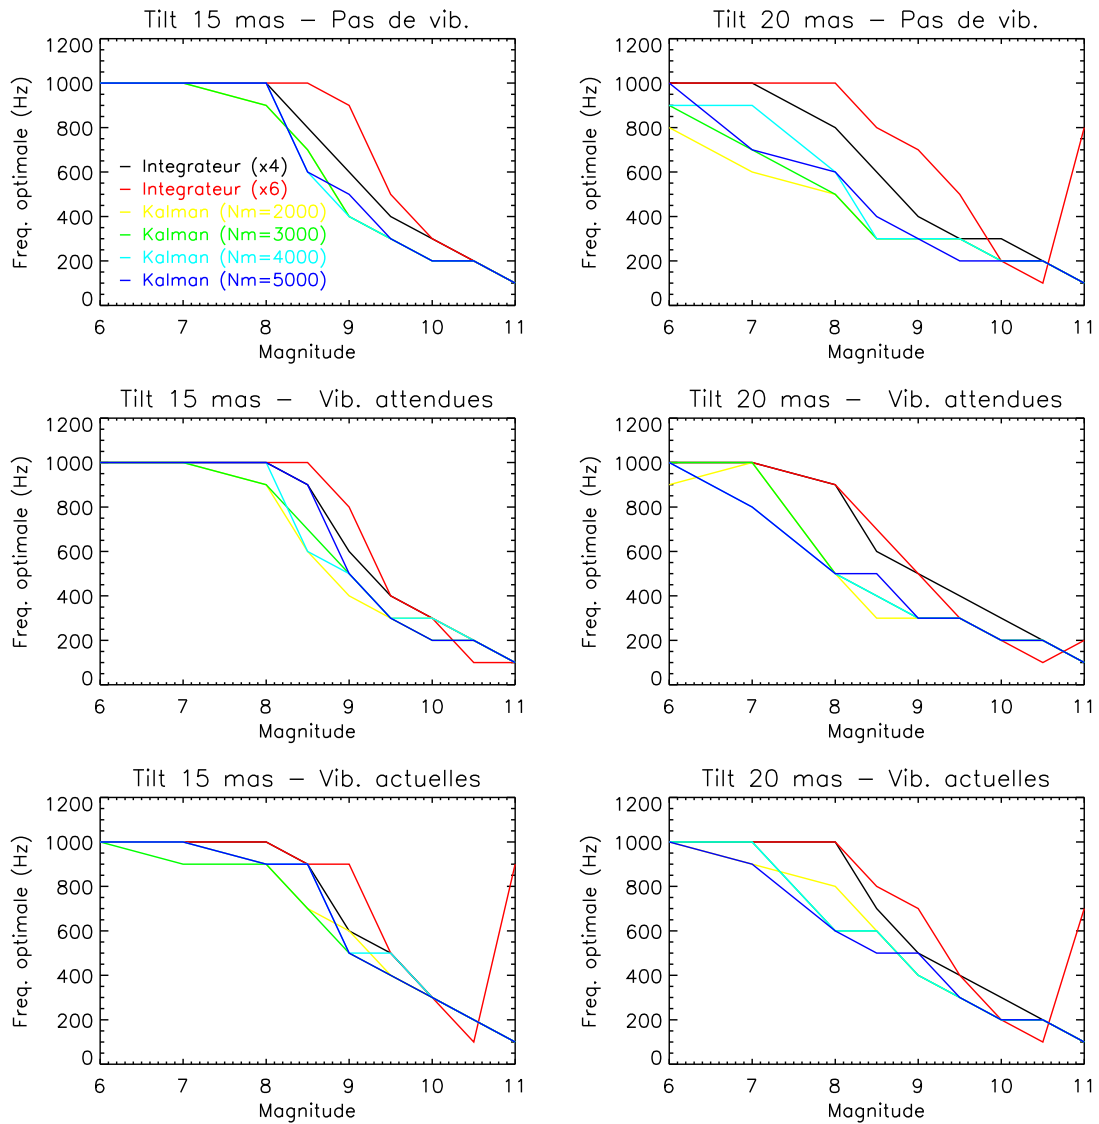 Tilt 15 mas – Pas de vib.
Freq. optimale (Hz)
1200
1000
800
600
400
200
0
Integrateur (x4)
Integrateur (x6)
Kalman (Nm=2000)
Kalman (Nm=3000)
Kalman (Nm=4000)
Kalman (Nm=5000)
6 7 8 9 10 11
Magnitude
Tilt 20 mas – Pas de vib.
Freq. optimale (Hz)
1200
1000
800
600
400
200
0
6 7 8 9 10 11
Magnitude
Tilt 15 mas – Vib. attendues
Freq. optimale (Hz)
1200
1000
800
600
400
200
0
6 7 8 9 10 11
Magnitude
Tilt 20 mas – Vib. attendues
Freq. optimale (Hz)
1200
1000
800
600
400
200
0
6 7 8 9 10 11
Magnitude
Tilt 15 mas – Vib. actuelles
Freq. optimale (Hz)
1200
1000
800
600
400
200
0
6 7 8 9 10 11
Magnitude
Tilt 20 mas – Vib. actuelles
Freq. optimale (Hz)
1200
1000
800
600
400
200
0
6 7 8 9 10 11
Magnitude